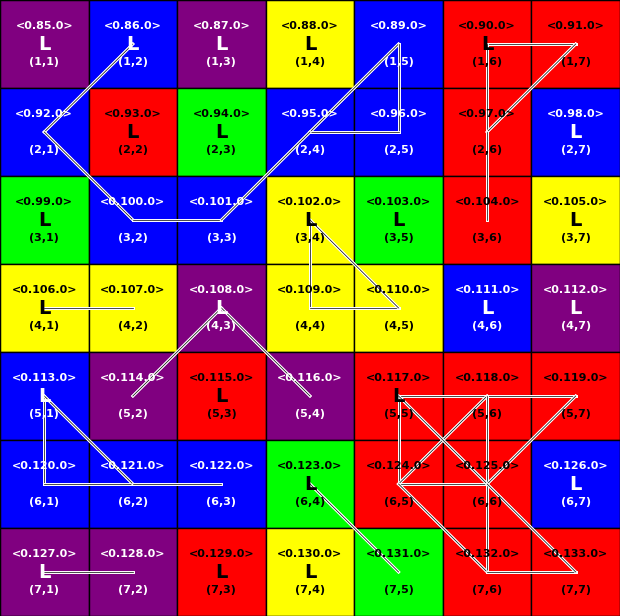 <0.85.0> <0.86.0> <0.87.0> <0.88.0> <0.89.0> <0.90.0> <0.91.0>
L L L L L
(1,1) (1,2) (1,3) (1,4) (1,5) (1,6) (1,7)
<0.92.0> <0.93.0> <0.94.0> <0.95.0> <0.96.0> <0.97.0> <0.98.0>
L L L
(2,1) (2,2) (2,3) (2,4) (2,5) (2,6) (2,7)
<0.99.0> <0.100.0> <0.101.0> <0.102.0> <0.103.0> <0.104.0> <0.105.0>
L L L L
(3,1) (3,2) (3,3) (3,4) (3,5) (3,6) (3,7)
<0.106.0> <0.107.0> <0.108.0> <0.109.0> <0.110.0> <0.111.0> <0.112.0>
L L L L
(4,1) (4,2) (4,3) (4,4) (4,5) (4,6) (4,7)
<0.113.0> <0.114.0> <0.115.0> <0.116.0> <0.117.0> <0.118.0> <0.119.0>
L L L
(5,1) (5,2) (5,3) (5,4) (5,5) (5,6) (5,7)
<0.120.0> <0.121.0> <0.122.0> <0.123.0> <0.124.0> <0.125.0> <0.126.0>
L L
(6,1) (6,2) (6,3) (6,4) (6,5) (6,6) (6,7)
<0.127.0> <0.128.0> <0.129.0> <0.130.0> <0.131.0> <0.132.0> <0.133.0>
L L L
(7,1) (7,2) (7,3) (7,4) (7,5) (7,6) (7,7)